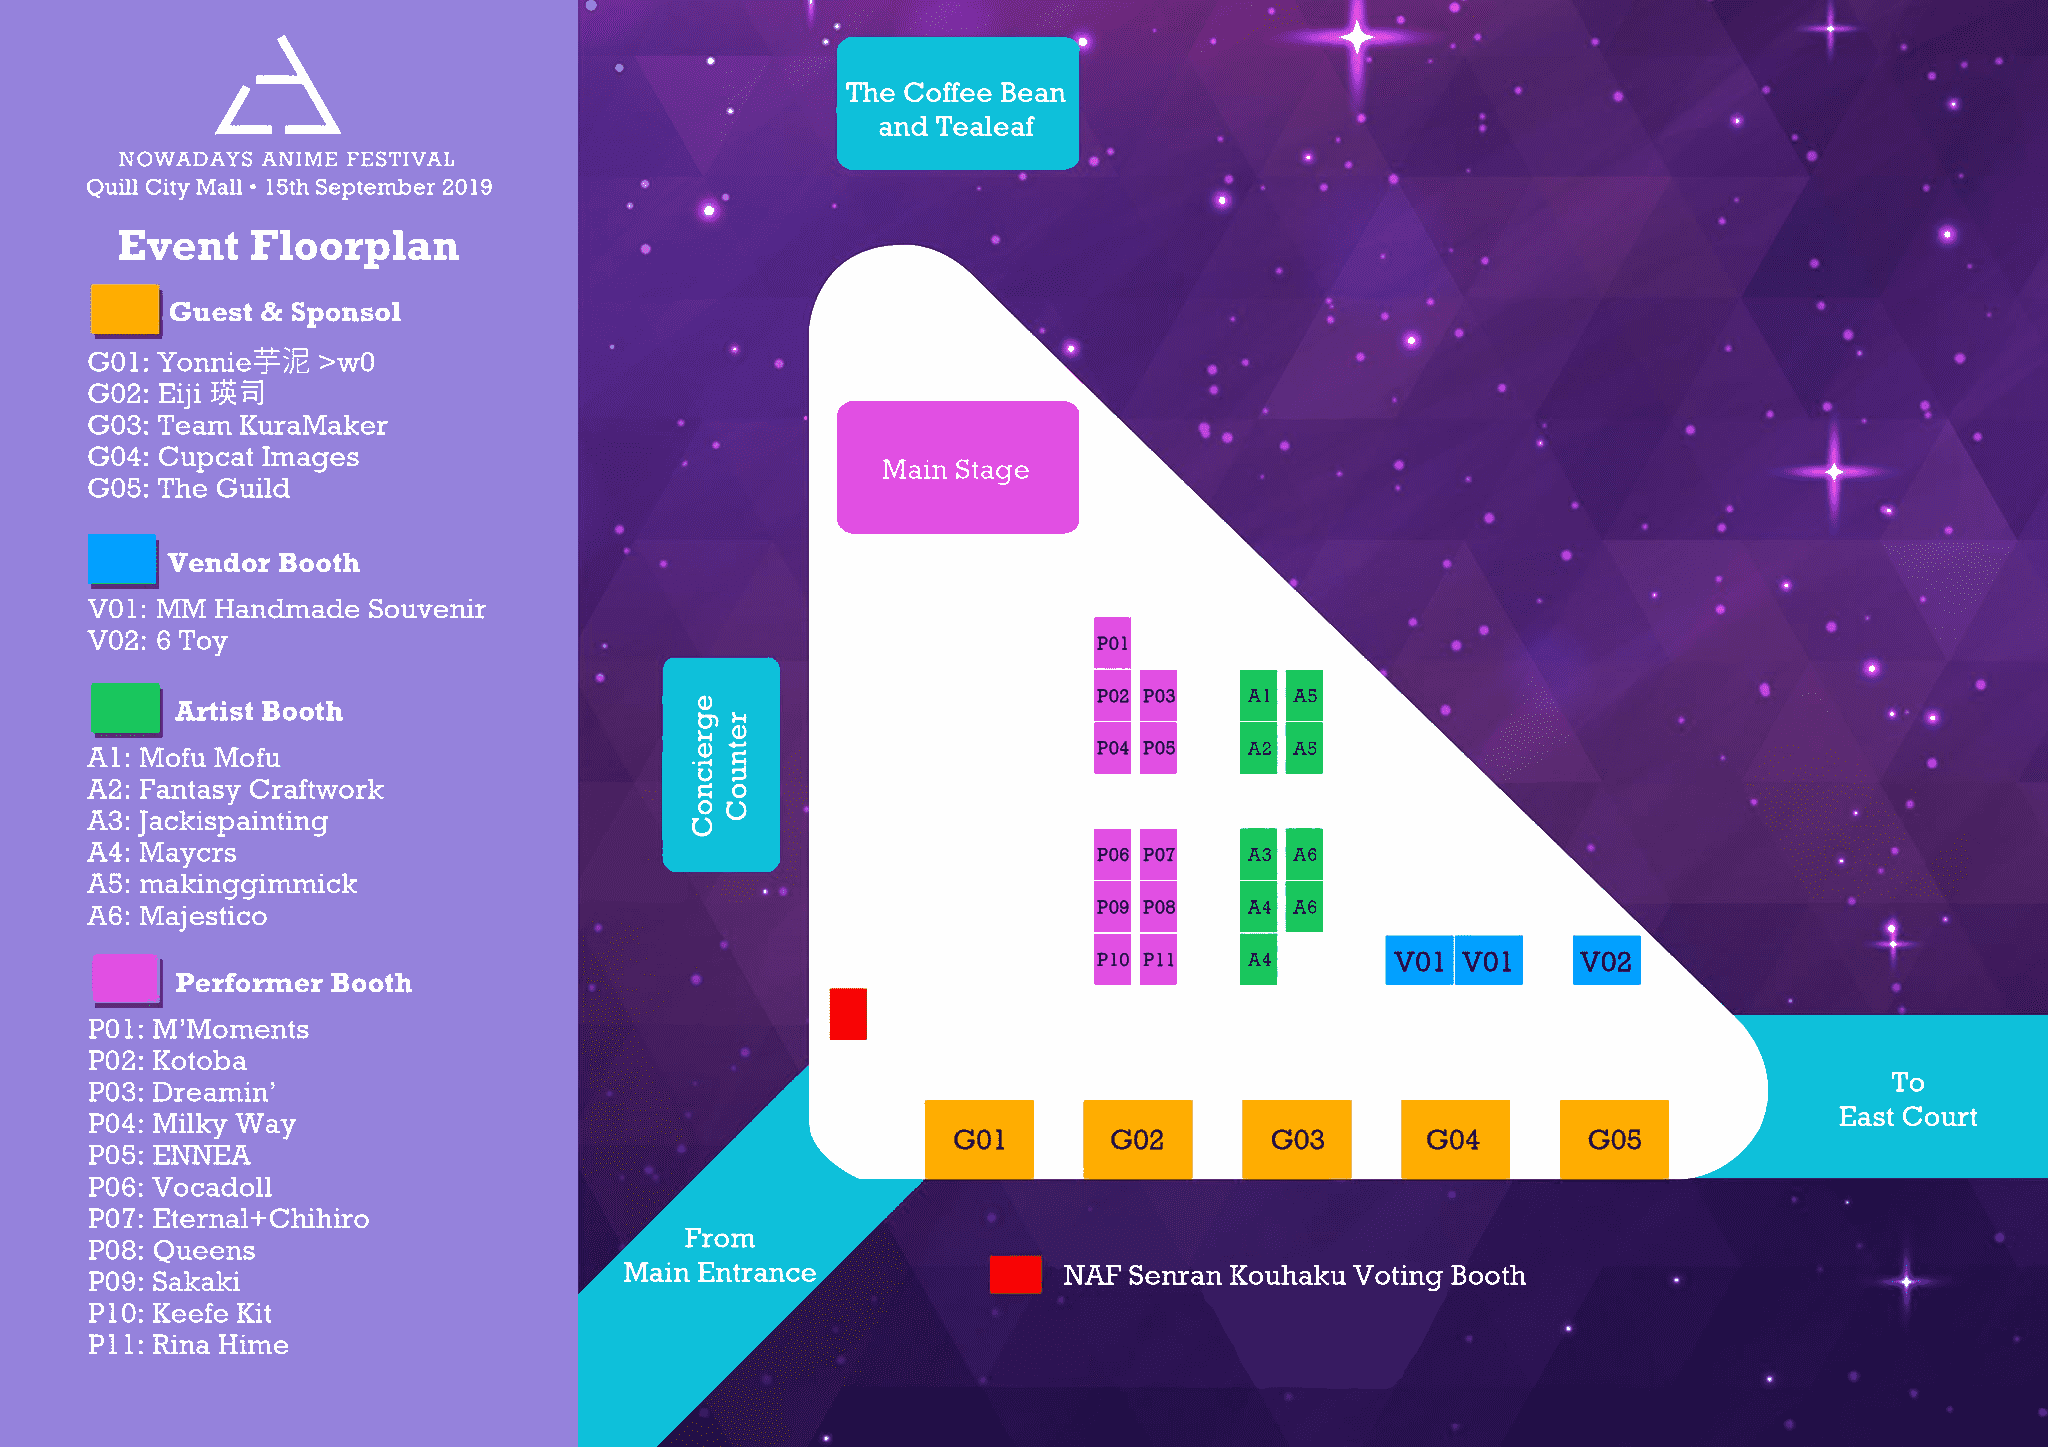 NOWADAYS ANIME FESTIVAL
Quill City Mall • 15th September 2019
Event Floorplan
Guest & Sponsol
G01: Yonnie芋泥 >w0
G02: Eiji 瑛司
G03: Team KuraMaker
G04: Cupcat Images
G05: The Guild
Vendor Booth
V01: MM Handmade Souvenir
V02: 6 Toy
Artist Booth
A1: Mofu Mofu
A2: Fantasy Craftwork
A3: Jackispainting
A4: Maycrs
A5: makinggimmick
A6: Majestico
Performer Booth
P01: M’Moments
P02: Kotoba
P03: Dreamin’
P04: Milky Way
P05: ENNEA
P06: Vocadoll
P07: Eternal+Chihiro
P08: Queens
P09: Sakaki
P10: Keefe Kit
P11: Rina Hime
The Coffee Bean
and Tealeaf
Main Stage
Concierge
Counter
P01
P02 P03 A1 A5
P04 P05 A2 A5
P06 P07 A3 A6
P09 P08 A4 A6
P10 P11 A4 V01 V01 V02
G01 G02 G03 G04 G05
To
East Court
From
Main Entrance
NAF Senran Kouhaku Voting Booth